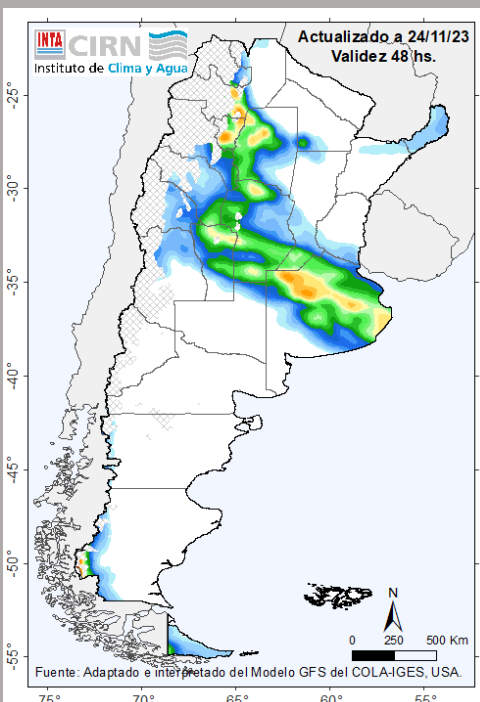 INTA CIRN
Instituto de Clima y Agua
Actualizado a 24/11/23
Validez 48 hs.
-25°
-30°
-35°
-40°
-45°
-50°
-55°
N
0 250 500 Km
Fuente: Adaptado e interpretado del Modelo GFS del COLA-IGES, USA.
75° 70° 65° 60° 55°